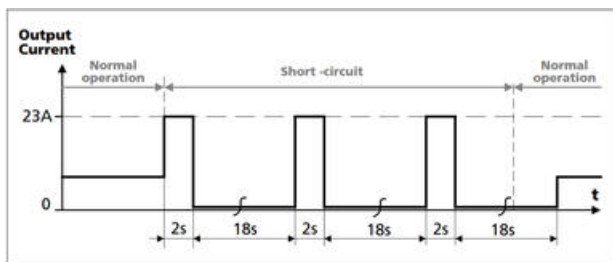 Output
Current
Normal
operation
Short -circuit
Normal
operation
23A
0
t
2s 18s 2s 18s 2s 18s